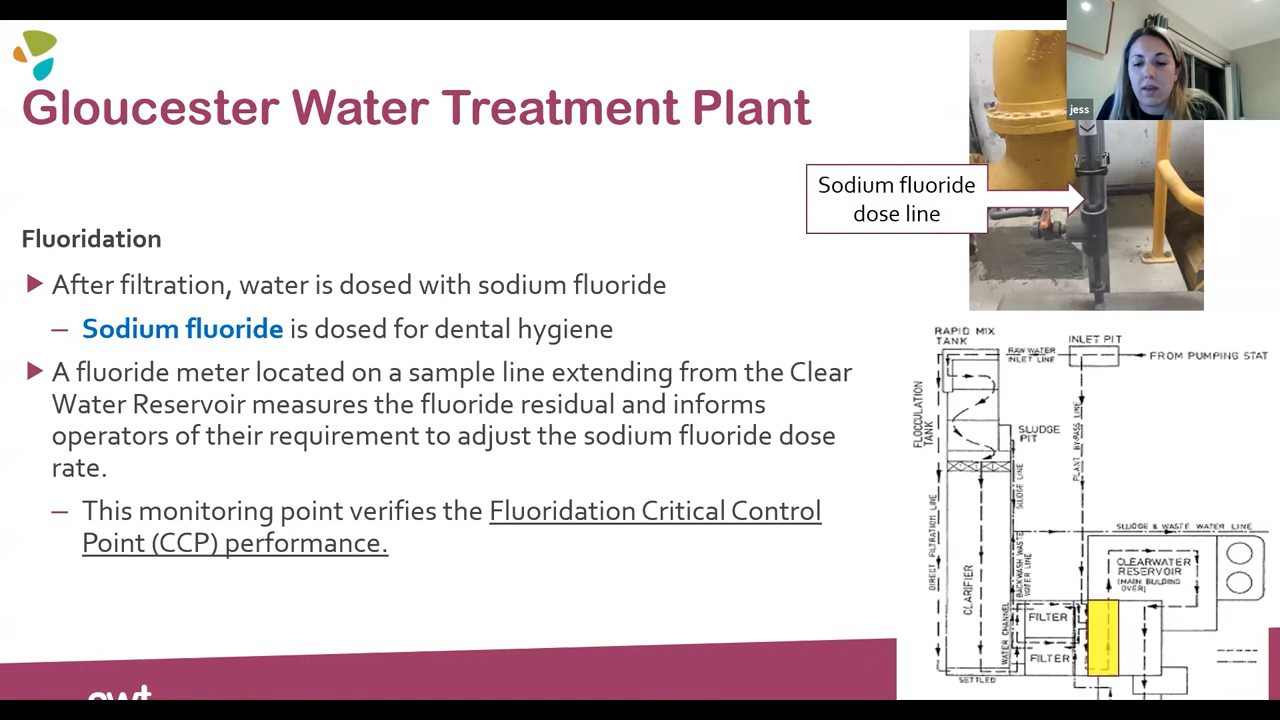 jess
Gloucester Water Treatment Plant
Sodium fluoride
dose line
Fluoridation
After filtration, water is dosed with sodium fluoride
– Sodium fluoride is dosed for dental hygiene
A fluoride meter located on a sample line extending from the Clear
Water Reservoir measures the fluoride residual and informs
operators of their requirement to adjust the sodium fluoride dose
rate.
– This monitoring point verifies the Fluoridation Critical Control
Point (CCP) performance.
RAPID MIX
TANK
INLET PIT
RAW WATER
INLET LINE
FROM PUMPING STAT
FLOCCULATION
TANK
SLUDGE
PIT
PLANT BYPASS LINE
SLUDGE LINE
SLUDGE & WASTE WATER LINE
DIRECT FILTRATION LINE
CLARIFIER
BACKWASH WASTE
WATER LINE
CLEARWATER
RESERVOIR
(MAIN BUILDING
OVER)
WATER CHANNEL
FILTER
FILTER
SETTLED